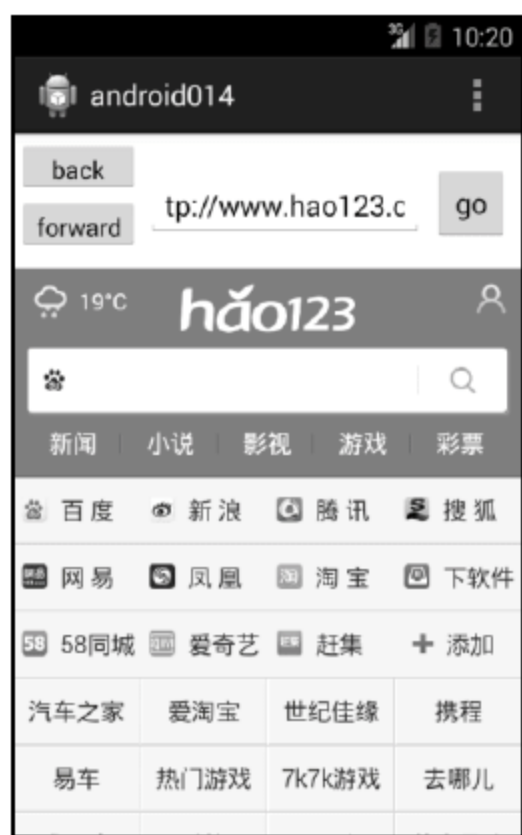 3G 10:20
android014
back
forward
tp://www.hao123.c
go
19°C hǎo123
新闻 小说 影视 游戏 彩票
百度 新浪 腾讯 搜狐
网易 凤凰 淘宝 下软件
58 58同城 爱奇艺 赶集 添加
汽车之家 爱淘宝 世纪佳缘 携程
易车 热门游戏 7k7k游戏 去哪儿